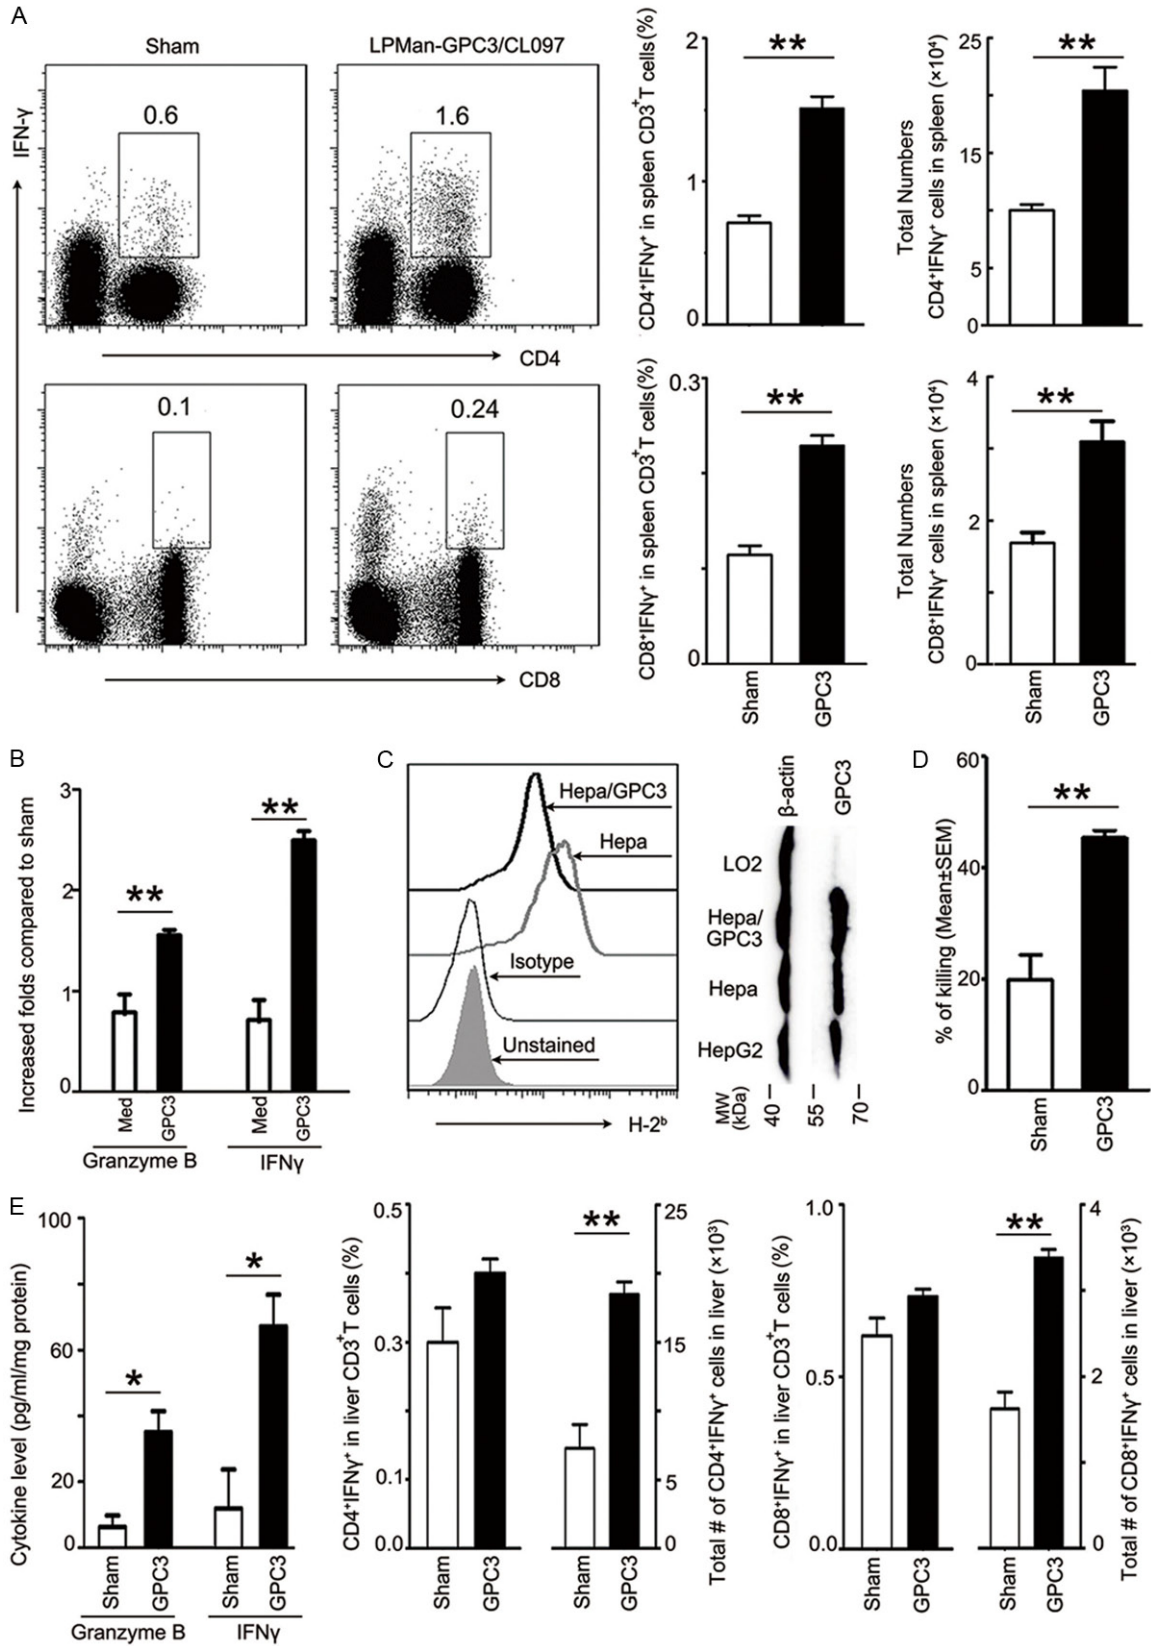 A
Sham
LPMan-GPC3/CL097
IFN-γ
0.6
1.6
CD4
0.1
0.24
CD8
CD4⁺IFNγ⁺ in spleen CD3⁺T cells(%)
2
1
0
**
Total Numbers
CD4⁺IFNγ⁺ cells in spleen (×10⁴)
25
15
5
0
**
CD8⁺IFNγ⁺ in spleen CD3⁺T cells(%)
0.3
0
**
Sham
GPC3
Total Numbers
CD8⁺IFNγ⁺ cells in spleen (×10⁴)
4
2
0
**
Sham
GPC3
B
Increased folds compared to sham
3
2
1
0
**
**
Med
GPC3
Med
GPC3
Granzyme B
IFNγ
C
Hepa/GPC3
Hepa
Isotype
Unstained
H-2ᵇ
β-actin
GPC3
LO2
Hepa/
GPC3
Hepa
HepG2
MW
(kDa)
40
55
70
D
% of killing (Mean±SEM)
60
40
20
0
**
Sham
GPC3
E
Cytokine level (pg/ml/mg protein)
100
60
20
0
*
*
Sham
GPC3
Sham
GPC3
Granzyme B
IFNγ
CD4⁺IFNγ⁺ in liver CD3⁺T cells (%)
0.5
0.3
0.1
0.0
**
25
15
5
0
Total # of CD4⁺IFNγ⁺ cells in liver (×10³)
Sham
GPC3
Sham
GPC3
CD8⁺IFNγ⁺ in liver CD3⁺T cells (%)
1.0
0.5
0.0
**
4
2
0
Total # of CD8⁺IFNγ⁺ cells in liver (×10³)
Sham
GPC3
Sham
GPC3